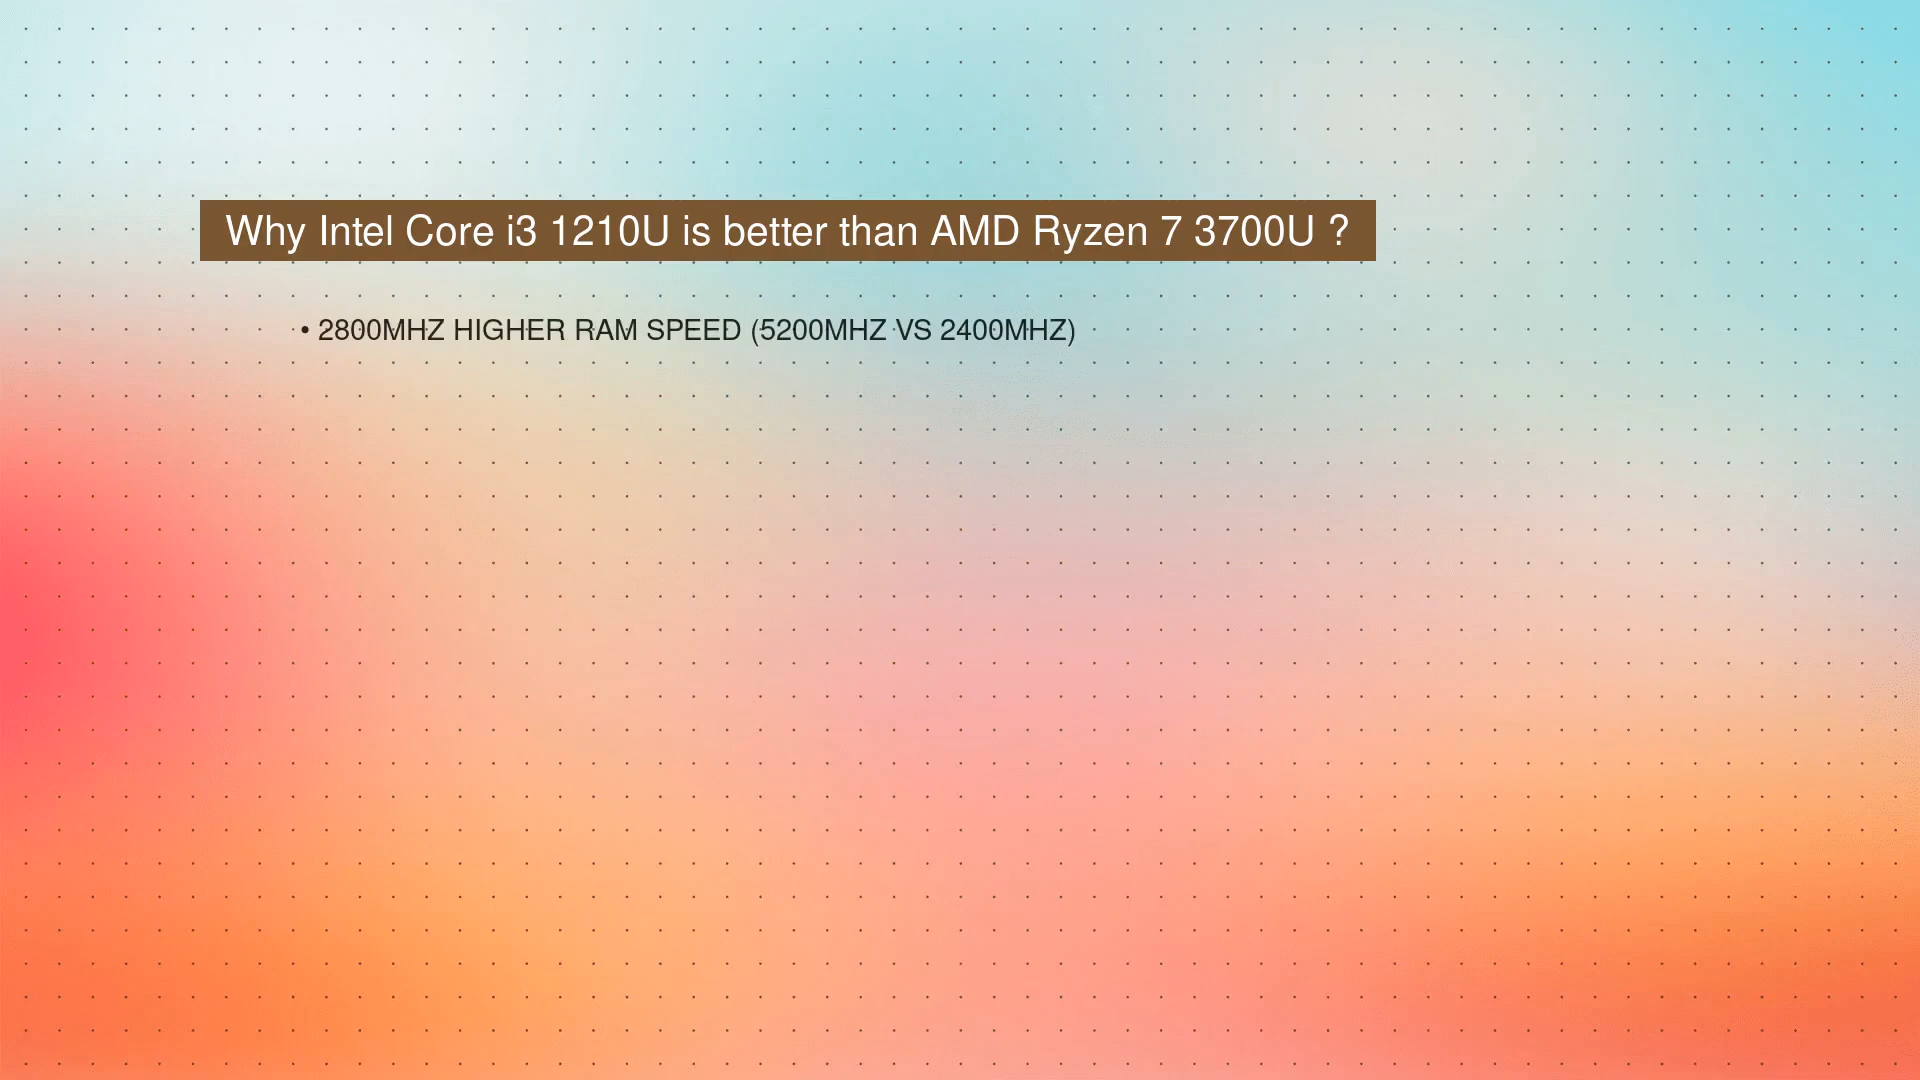 Why Intel Core i3 1210U is better than AMD Ryzen 7 3700U ?
• 2800MHZ HIGHER RAM SPEED (5200MHZ VS 2400MHZ)